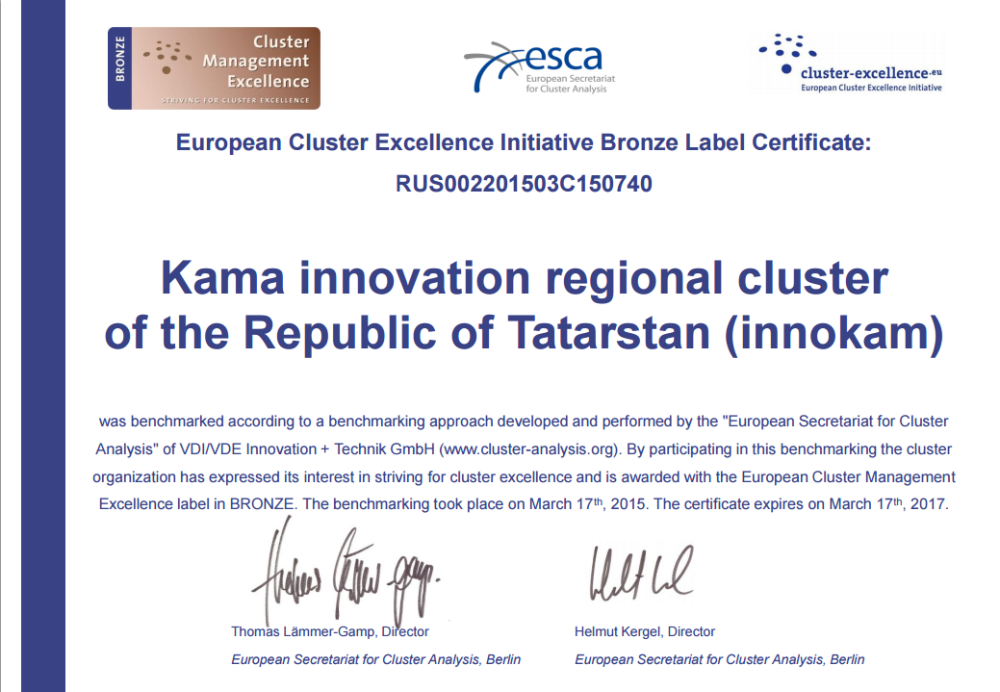 BRONZE
Cluster
Management
Excellence
STRIVING FOR CLUSTER EXCELLENCE
esca
European Secretariat
for Cluster Analysis
cluster-excellence.eu
European Cluster Excellence Initiative
European Cluster Excellence Initiative Bronze Label Certificate:
RUS002201503C150740
Kama innovation regional cluster
of the Republic of Tatarstan (innokam)
was benchmarked according to a benchmarking approach developed and performed by the "European Secretariat for Cluster
Analysis" of VDI/VDE Innovation + Technik GmbH (www.cluster-analysis.org). By participating in this benchmarking the cluster
organization has expressed its interest in striving for cluster excellence and is awarded with the European Cluster Management
Excellence label in BRONZE. The benchmarking took place on March 17th, 2015. The certificate expires on March 17th, 2017.
Thomas Lämmer-Gamp, Director
European Secretariat for Cluster Analysis, Berlin
Helmut Kergel, Director
European Secretariat for Cluster Analysis, Berlin